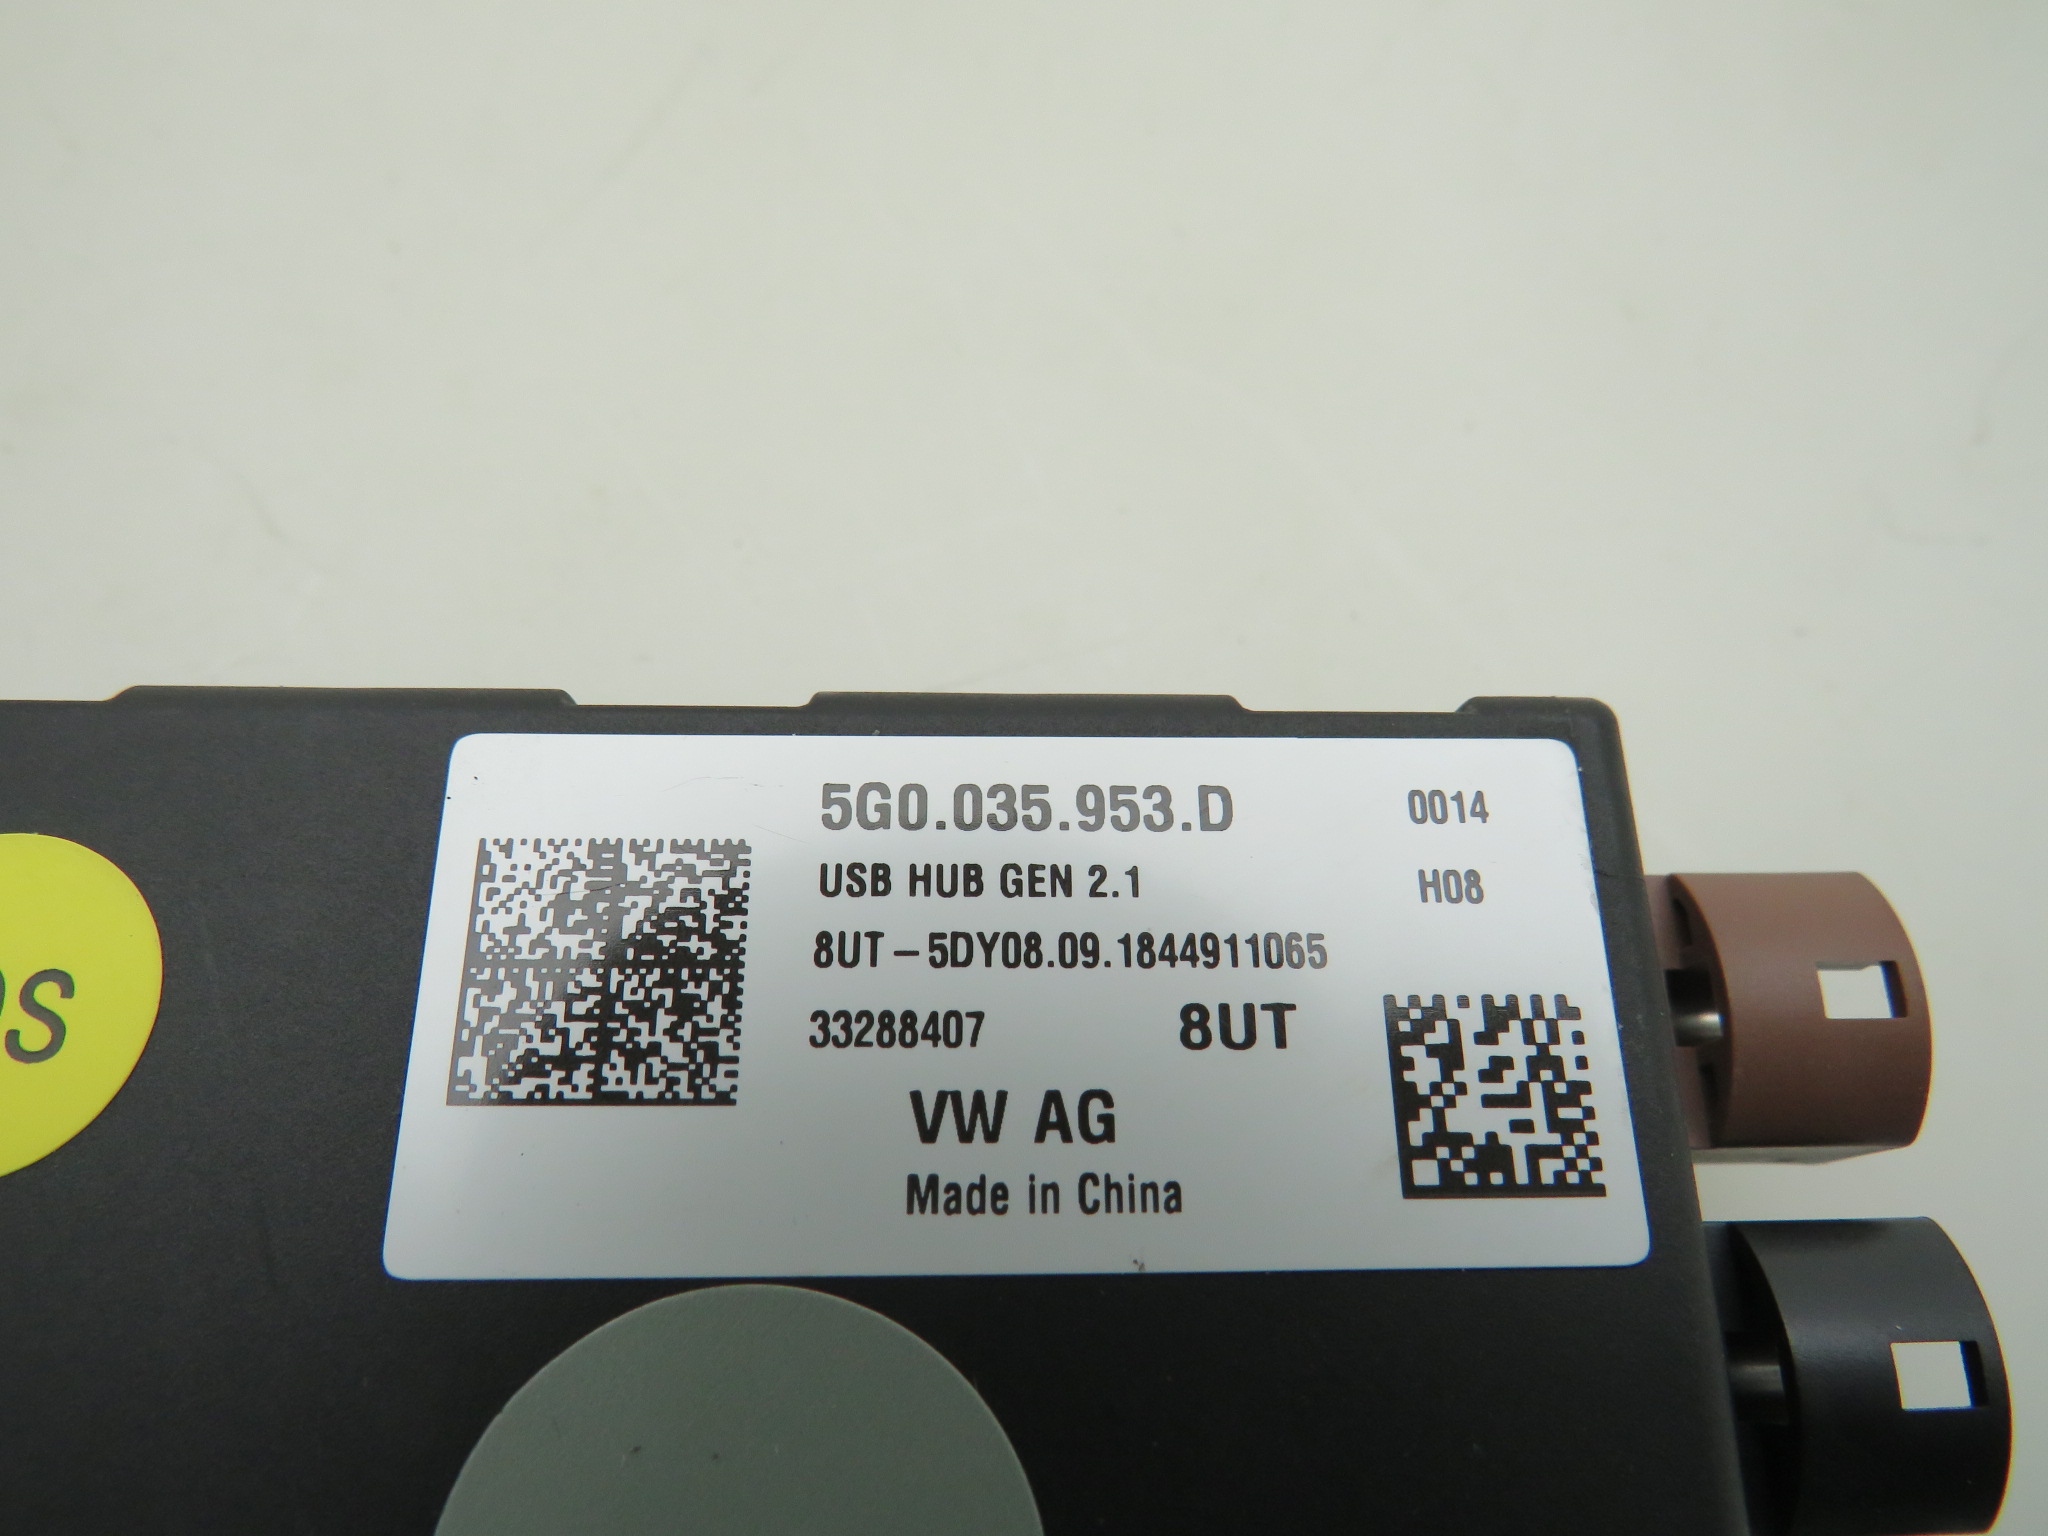 5G0.035.953.D 0014
USB HUB GEN 2.1 H08
8UT-5DY08.09.1844911065
33288407 8UT
VW AG
Made in China